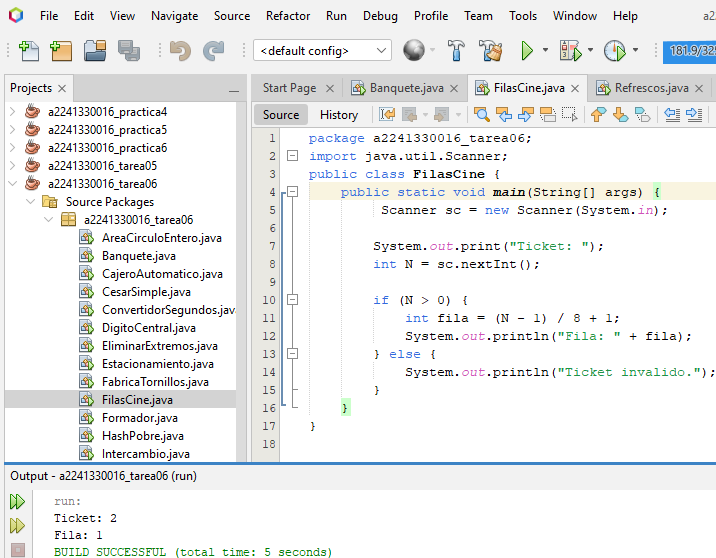 File Edit View Navigate Source Refactor Run Debug Profile Team Tools Window Help a2
<default config> 181.9/325
Projects
a2241330016_practica4
a2241330016_practica5
a2241330016_practica6
a2241330016_tarea05
a2241330016_tarea06
Source Packages
a2241330016_tarea06
AreaCirculoEntero.java
Banquete.java
CajeroAutomatico.java
CesarSimple.java
ConvertidorSegundos.java
DigitoCentral.java
EliminarExtremos.java
Estacionamiento.java
FabricaTornillos.java
FilasCine.java
Formador.java
HashPobre.java
Intercambio.java
Start Page Banquete.java FilasCine.java Refrescos.java
Source History
1 package a2241330016_tarea06;
2 import java.util.Scanner;
3 public class FilasCine {
4 public static void main(String[] args) {
5 Scanner sc = new Scanner(System.in);
6
7 System.out.print("Ticket: ");
8 int N = sc.nextInt();
9
10 if (N > 0) {
11 int fila = (N - 1) / 8 + 1;
12 System.out.println("Fila: " + fila);
13 } else {
14 System.out.println("Ticket invalido.");
15 }
16 }
17 }
18
Output - a2241330016_tarea06 (run)
run:
Ticket: 2
Fila: 1
BUILD SUCCESSFUL (total time: 5 seconds)